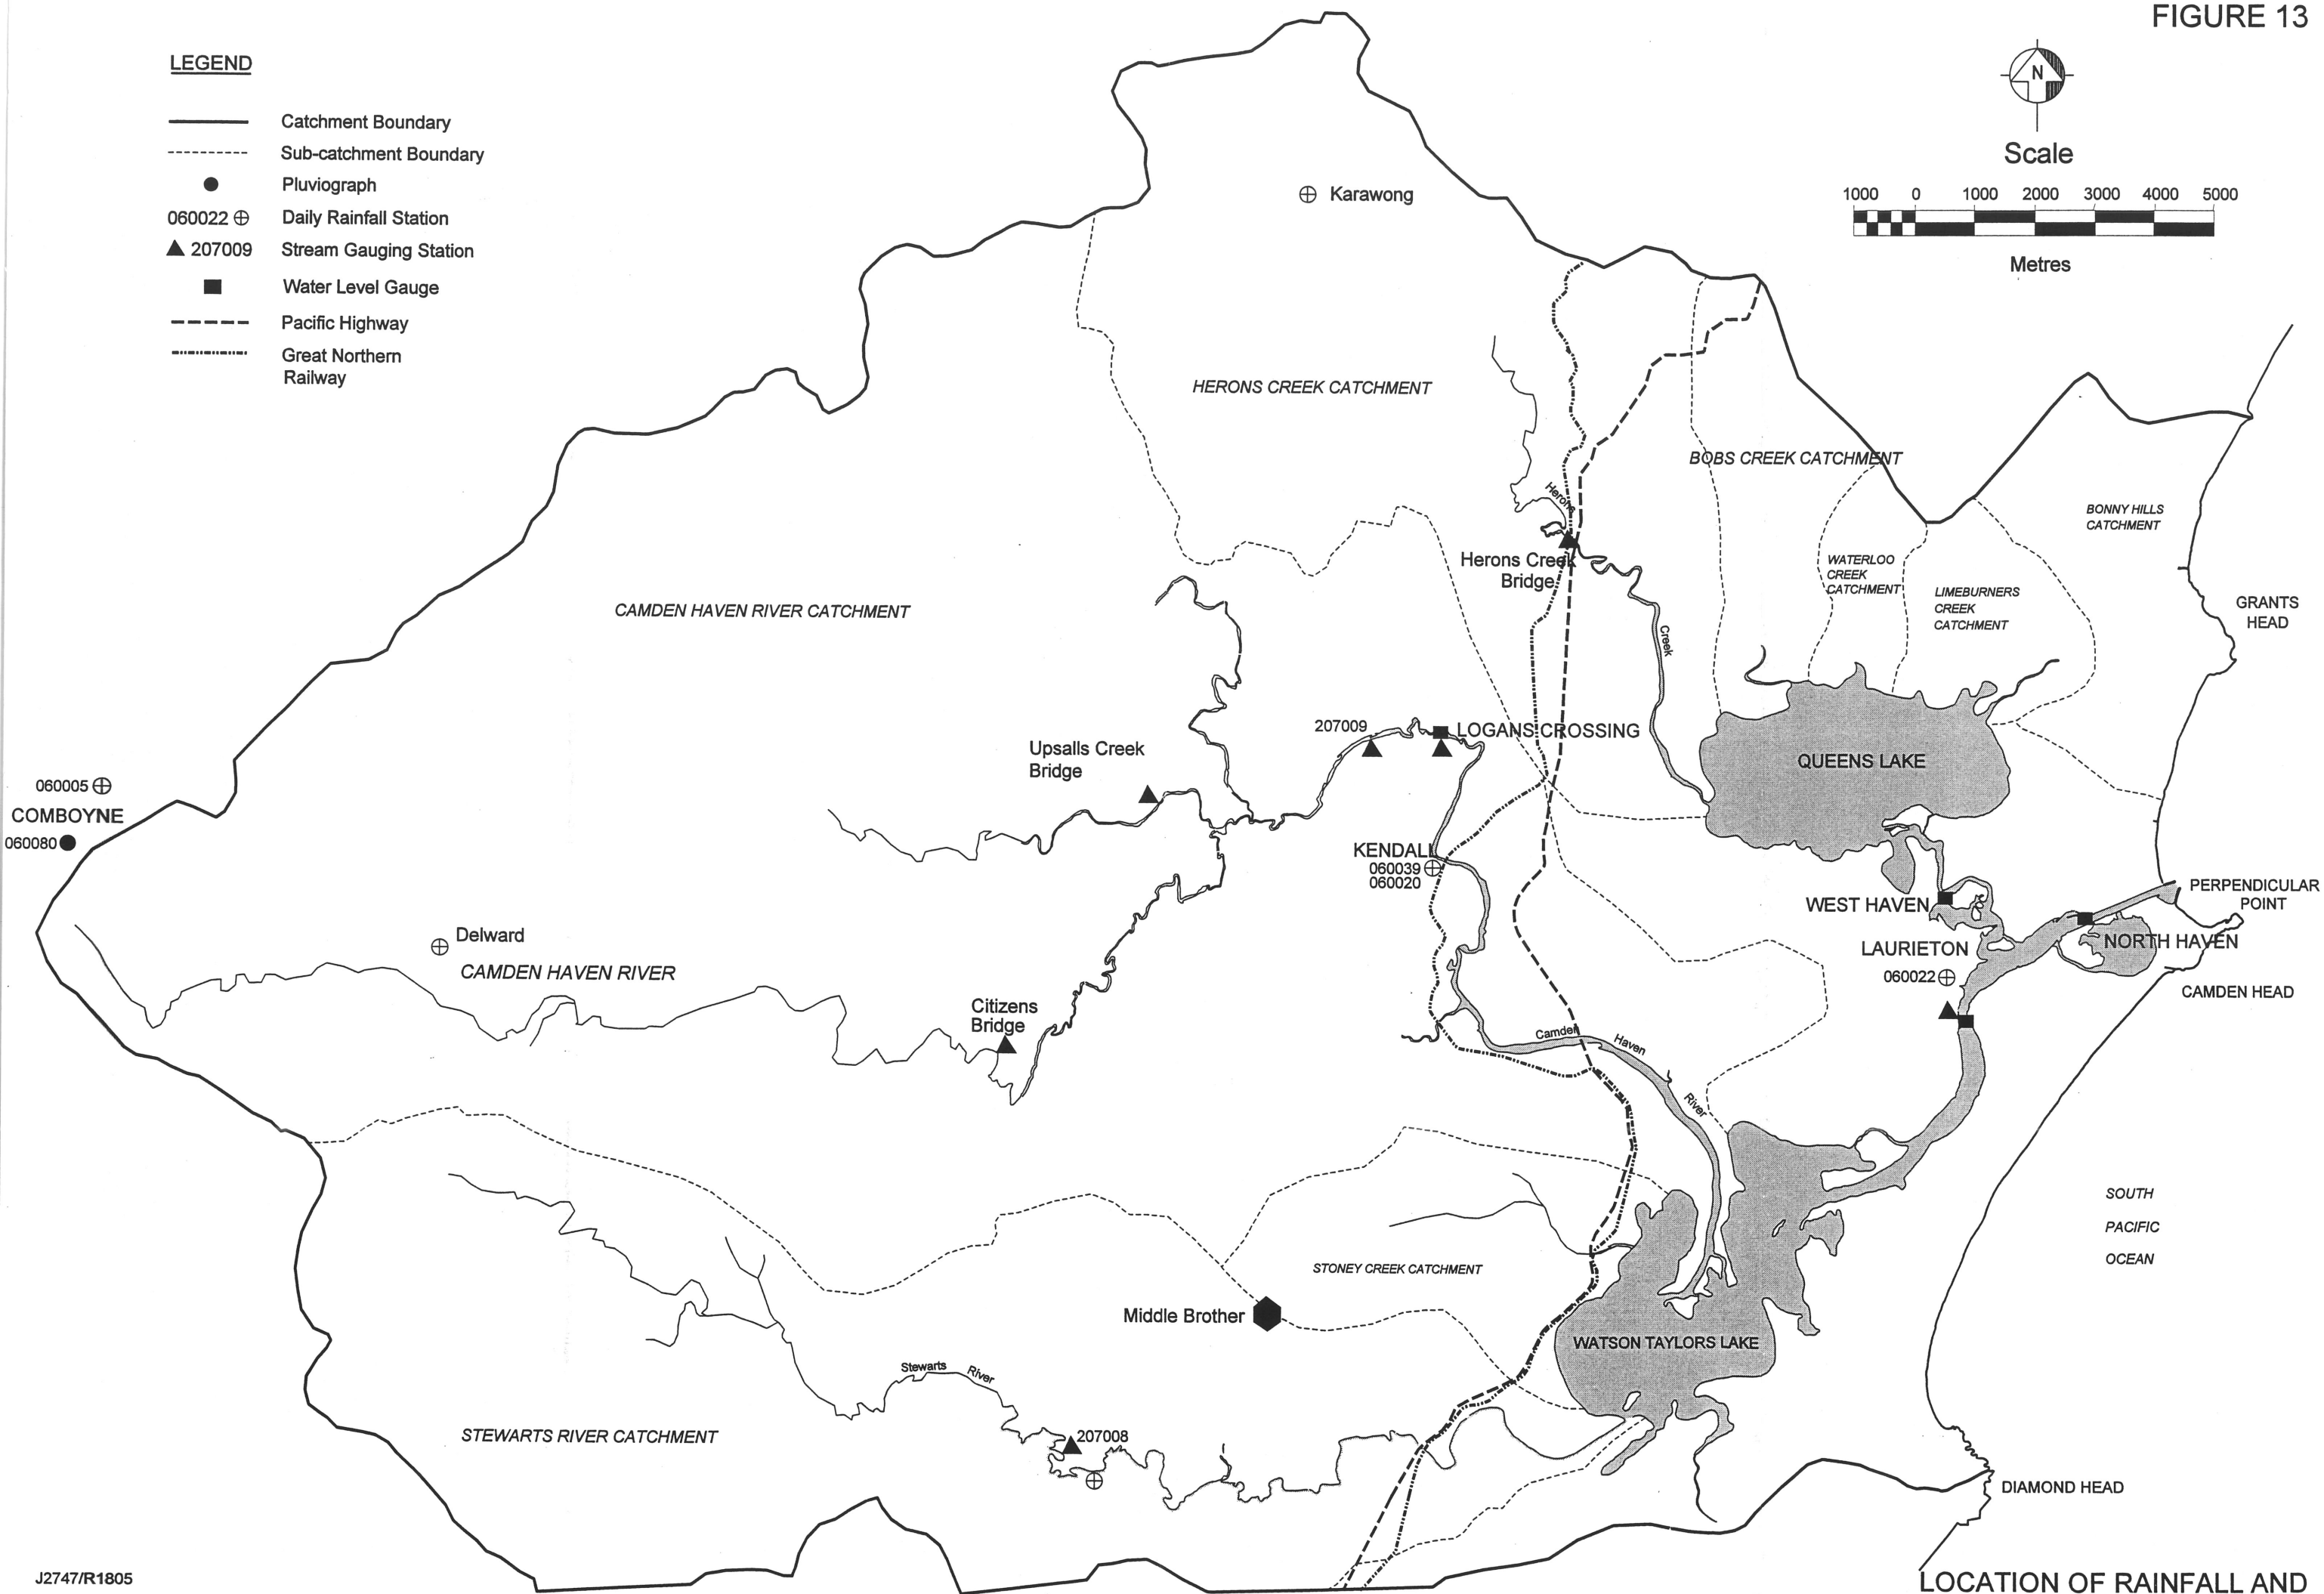 FIGURE 13
LEGEND
Catchment Boundary
Sub-catchment Boundary
Pluviograph
060022 Daily Rainfall Station
207009 Stream Gauging Station
Water Level Gauge
Pacific Highway
Great Northern
Railway
N
Scale
1000 0 1000 2000 3000 4000 5000
Metres
Karawong
HERONS CREEK CATCHMENT
BOBS CREEK CATCHMENT
BONNY HILLS
CATCHMENT
Herons
Herons Creek
Bridge
WATERLOO
CREEK
CATCHMENT
LIMEBURNERS
CREEK
CATCHMENT
GRANTS
HEAD
CAMDEN HAVEN RIVER CATCHMENT
Creek
207009
LOGANS CROSSING
Upsalls Creek
Bridge
QUEENS LAKE
060005
COMBOYNE
060080
KENDALL
060039
060020
PERPENDICULAR
POINT
WEST HAVEN
NORTH HAVEN
LAURIETON
060022
CAMDEN HEAD
Delward
CAMDEN HAVEN RIVER
Citizens
Bridge
Camden
Haven
River
SOUTH
PACIFIC
OCEAN
STONEY CREEK CATCHMENT
Middle Brother
WATSON TAYLORS LAKE
Stewarts
River
STEWARTS RIVER CATCHMENT
207008
DIAMOND HEAD
J2747/R1805
LOCATION OF RAINFALL AND